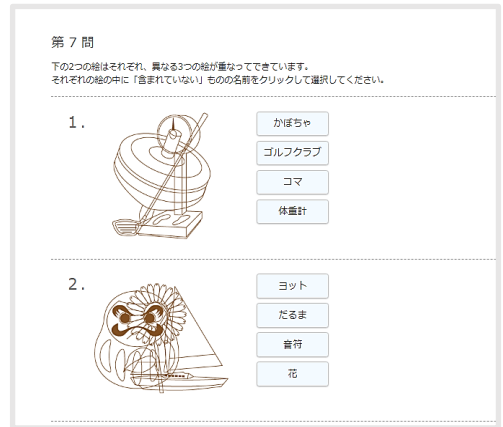 第 7 問
下の2つの絵はそれぞれ、異なる3つの絵が重なってできています。
それぞれの絵の中に「含まれていない」ものの名前をクリックして選択してください。
1.
かぼちゃ
ゴルフクラブ
コマ
体重計
2.
ヨット
だるま
音符
花